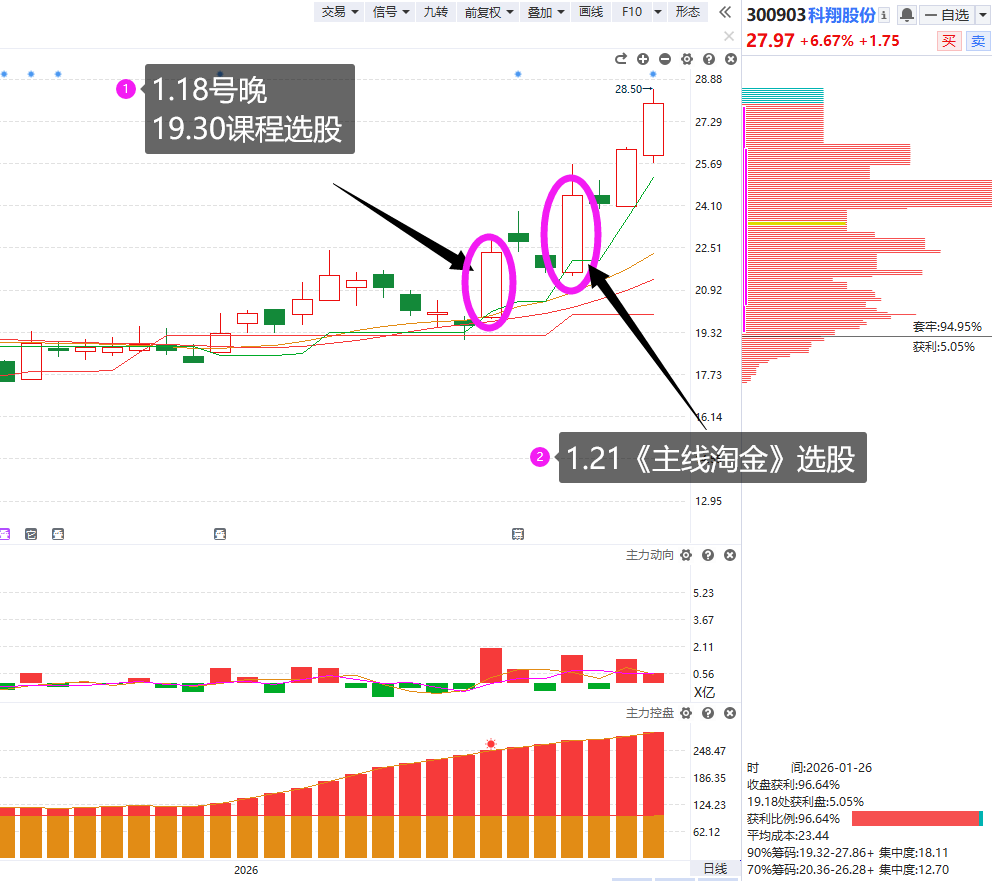 交易 信号 九转 前复权 叠加 画线 F10 形态
300903 科翔股份 自选
27.97 +6.67% +1.75 买 卖
1 1.18号晚
19.30课程选股
28.50
28.88
27.29
25.69
24.10
22.51
20.92
19.32
17.73
16.14
12.95
套牢:94.95%
获利:5.05%
2 1.21《主线淘金》选股
主力动向
5.23
3.67
2.11
0.56
X亿
主力控盘
248.47
186.35
124.23
62.12
2026
日线
时 间:2026-01-26
收盘获利:96.64%
19.18处获利盘:5.05%
获利比例:96.64%
平均成本:23.44
90%筹码:19.32-27.86+ 集中度:18.11
70%筹码:20.36-26.28+ 集中度:12.70